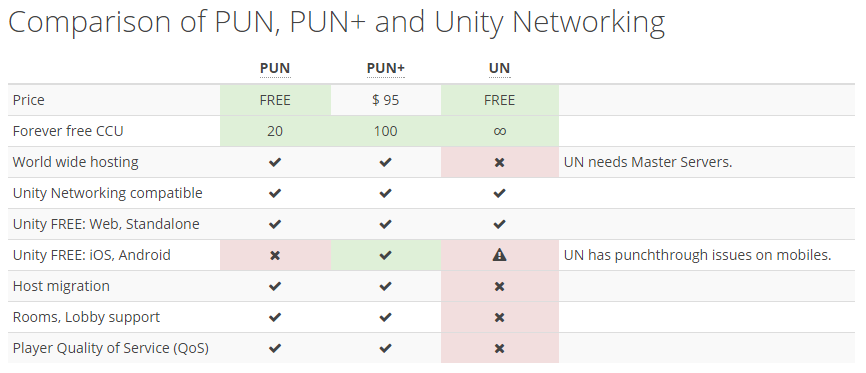 Comparison of PUN, PUN+ and Unity Networking
PUN PUN+ UN
Price FREE $ 95 FREE
Forever free CCU 20 100 ∞
World wide hosting ✔ ✔ ✖ UN needs Master Servers.
Unity Networking compatible ✔ ✔ ✔
Unity FREE: Web, Standalone ✔ ✔ ✔
Unity FREE: iOS, Android ✖ ✔ ⚠ UN has punchthrough issues on mobiles.
Host migration ✔ ✔ ✖
Rooms, Lobby support ✔ ✔ ✖
Player Quality of Service (QoS) ✔ ✔ ✖